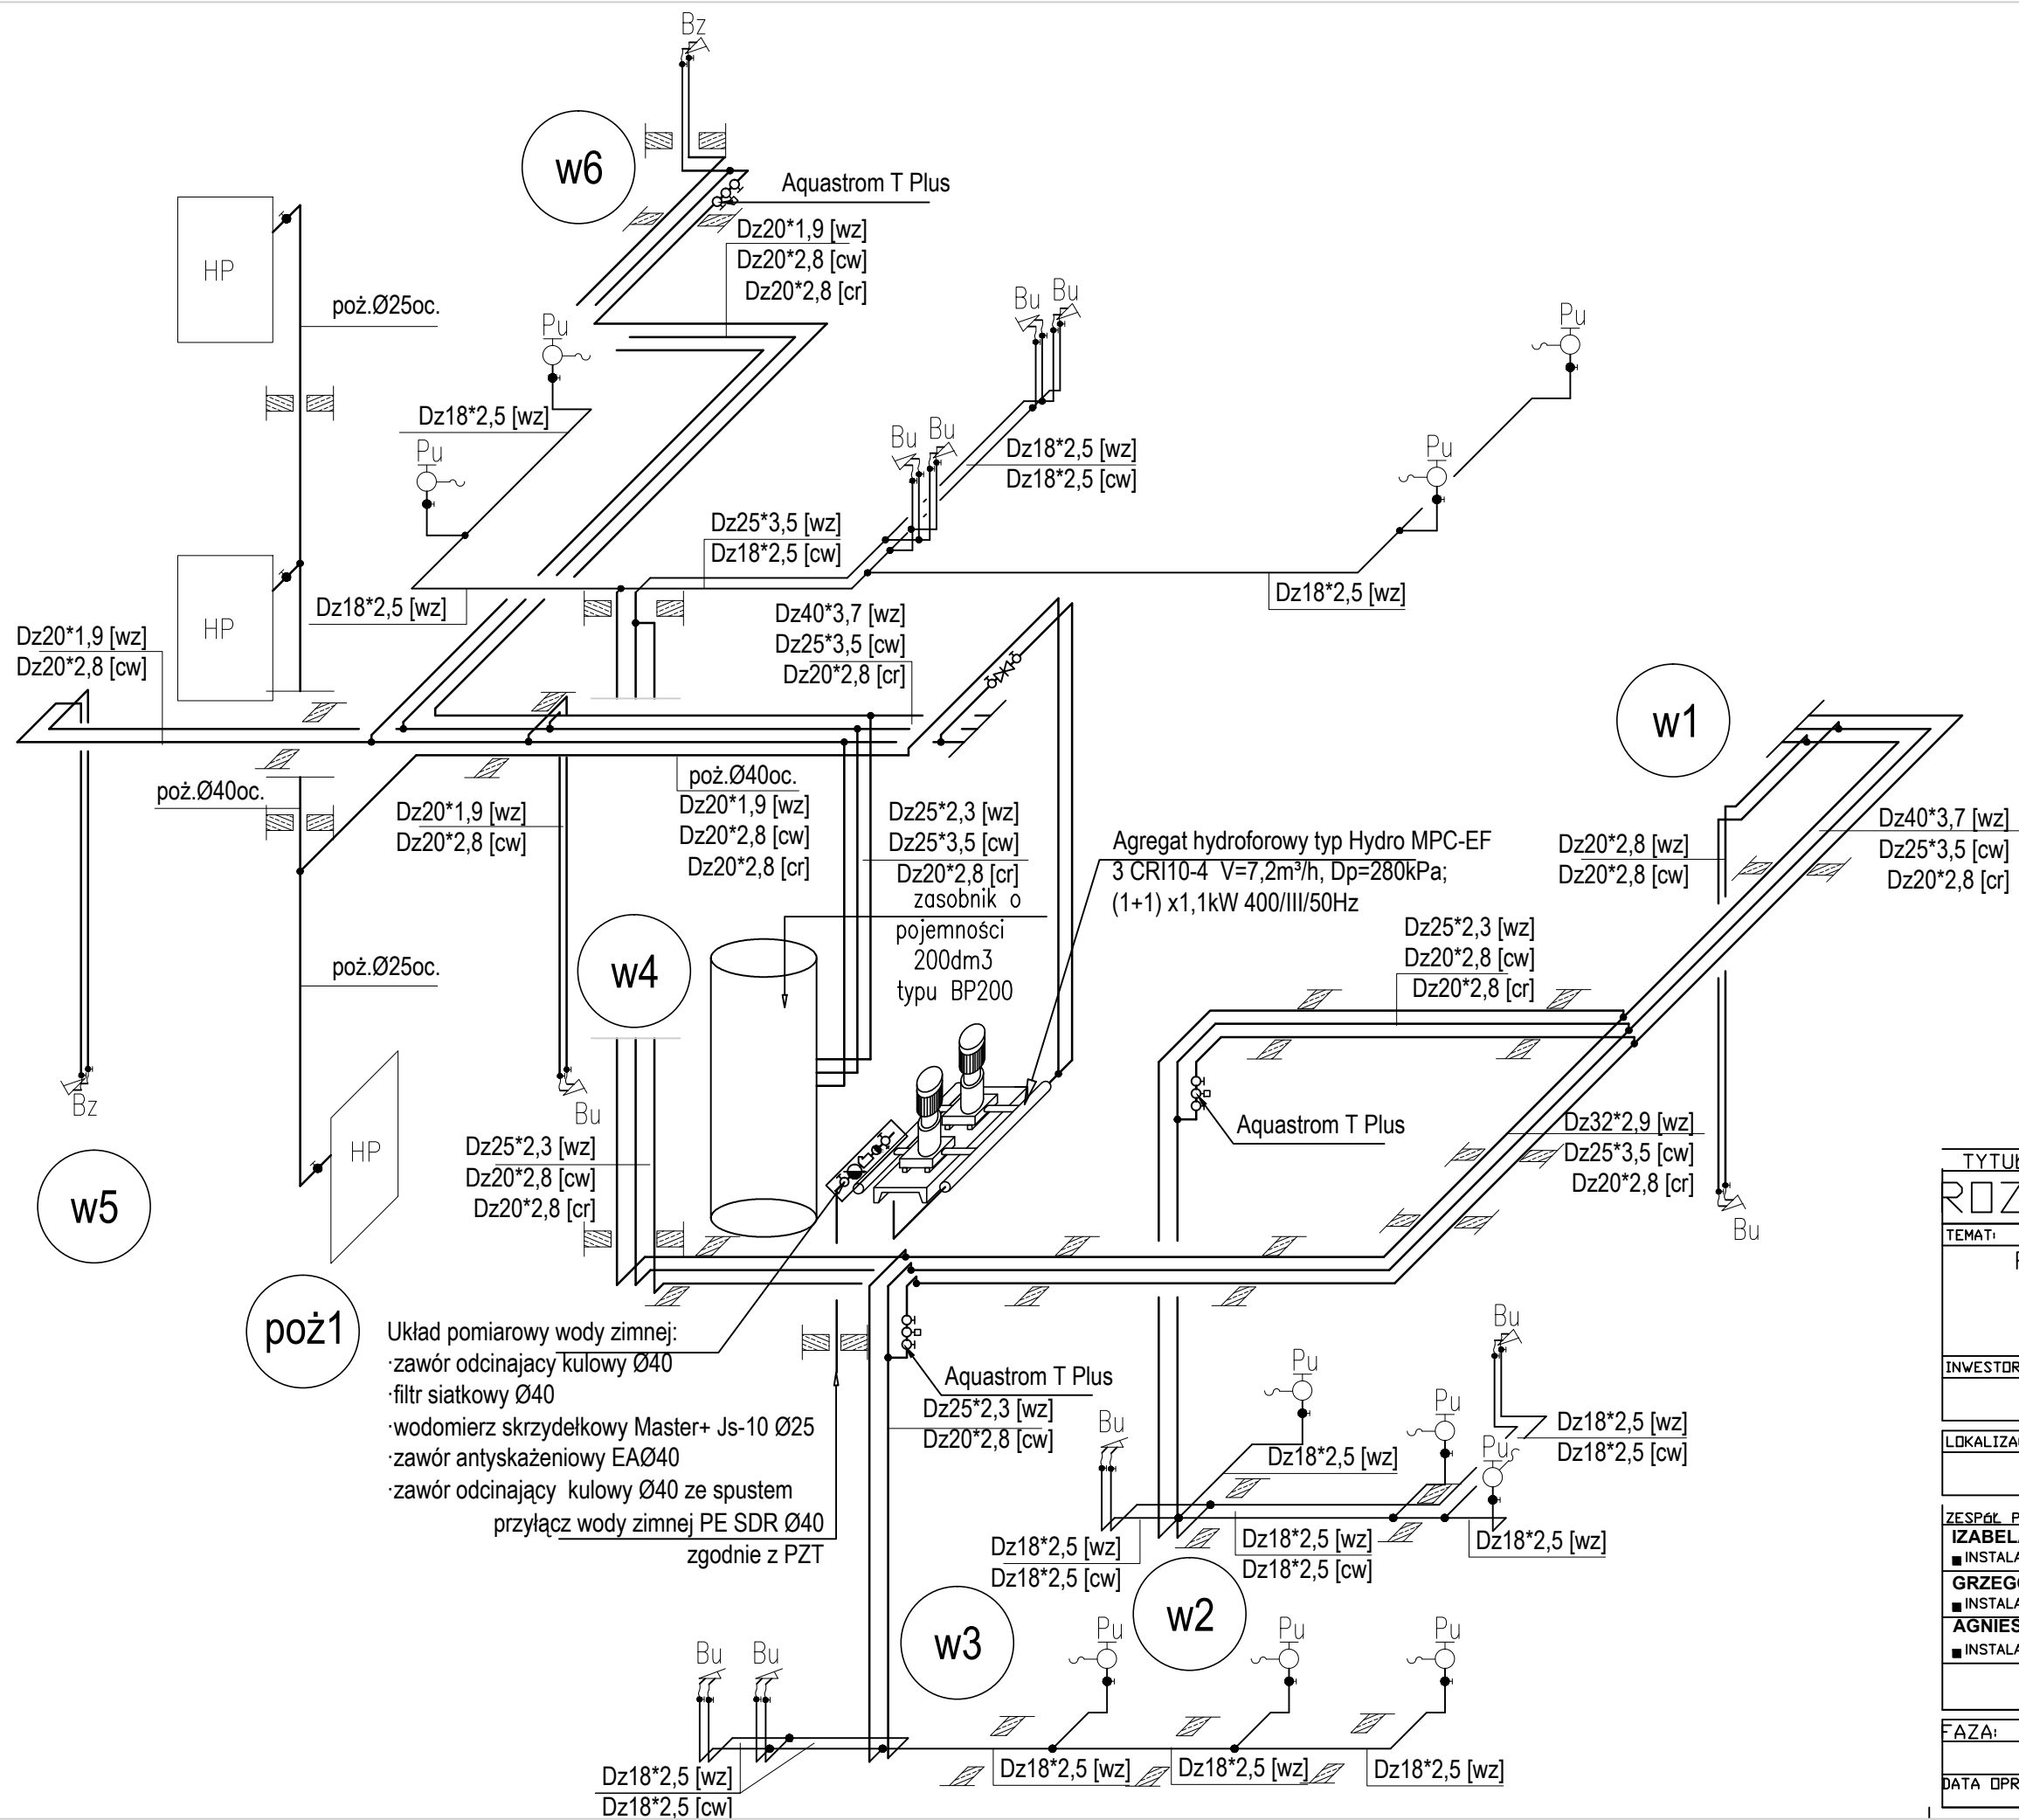 Bz
w6
Aquastrom T Plus
Dz20*1,9 [wz]
Dz20*2,8 [cw]
Dz20*2,8 [cr]
HP
poż.Ø25oc.
Pu
Bu
Bu
Pu
Dz18*2,5 [wz]
Pu
Bu
Bu
Dz18*2,5 [wz]
Dz18*2,5 [cw]
Pu
Dz25*3,5 [wz]
Dz18*2,5 [cw]
Dz18*2,5 [wz]
Dz18*2,5 [wz]
HP
Dz20*1,9 [wz]
Dz20*2,8 [cw]
Dz40*3,7 [wz]
Dz25*3,5 [cw]
Dz20*2,8 [cr]
w1
poż.Ø40oc.
Dz20*1,9 [wz]
Dz20*2,8 [cw]
poż.Ø40oc.
Dz20*1,9 [wz]
Dz20*2,8 [cw]
Dz20*2,8 [cr]
Dz25*2,3 [wz]
Dz25*3,5 [cw]
Dz20*2,8 [cr]
zasobnik o
pojemności
200dm3
typu BP200
Agregat hydroforowy typ Hydro MPC-EF
3 CRI10-4 V=7,2m³/h, Dp=280kPa;
(1+1) x1,1kW 400/III/50Hz
Dz20*2,8 [wz]
Dz20*2,8 [cw]
Dz40*3,7 [wz]
Dz25*3,5 [cw]
Dz20*2,8 [cr]
Dz25*2,3 [wz]
Dz20*2,8 [cw]
Dz20*2,8 [cr]
w4
poż.Ø25oc.
Bz
Bu
HP
Aquastrom T Plus
Dz25*2,3 [wz]
Dz20*2,8 [cw]
Dz20*2,8 [cr]
Dz32*2,9 [wz]
Dz25*3,5 [cw]
Dz20*2,8 [cr]
Bu
w5
poż1
Układ pomiarowy wody zimnej:
·zawór odcinajacy kulowy Ø40
·filtr siatkowy Ø40
·wodomierz skrzydełkowy Master+ Js-10 Ø25
·zawór antyskażeniowy EAØ40
·zawór odcinający kulowy Ø40 ze spustem
przyłącz wody zimnej PE SDR Ø40
zgodnie z PZT
Aquastrom T Plus
Dz25*2,3 [wz]
Dz20*2,8 [cw]
Bu
Pu
Pu
Bu
Pu
Dz18*2,5 [wz]
Dz18*2,5 [wz]
Dz18*2,5 [cw]
Dz18*2,5 [wz]
Dz18*2,5 [cw]
Dz18*2,5 [wz]
Dz18*2,5 [cw]
Dz18*2,5 [wz]
w2
w3
Bu
Bu
Pu
Pu
Pu
Dz18*2,5 [wz]
Dz18*2,5 [cw]
Dz18*2,5 [wz]
Dz18*2,5 [wz]
Dz18*2,5 [wz]
TEMAT:
ZESPÓŁ P
IZABEL
■ INSTALA
GRZEG
■ INSTALA
AGNIES
■ INSTALA
FAZA:
DATA OPR